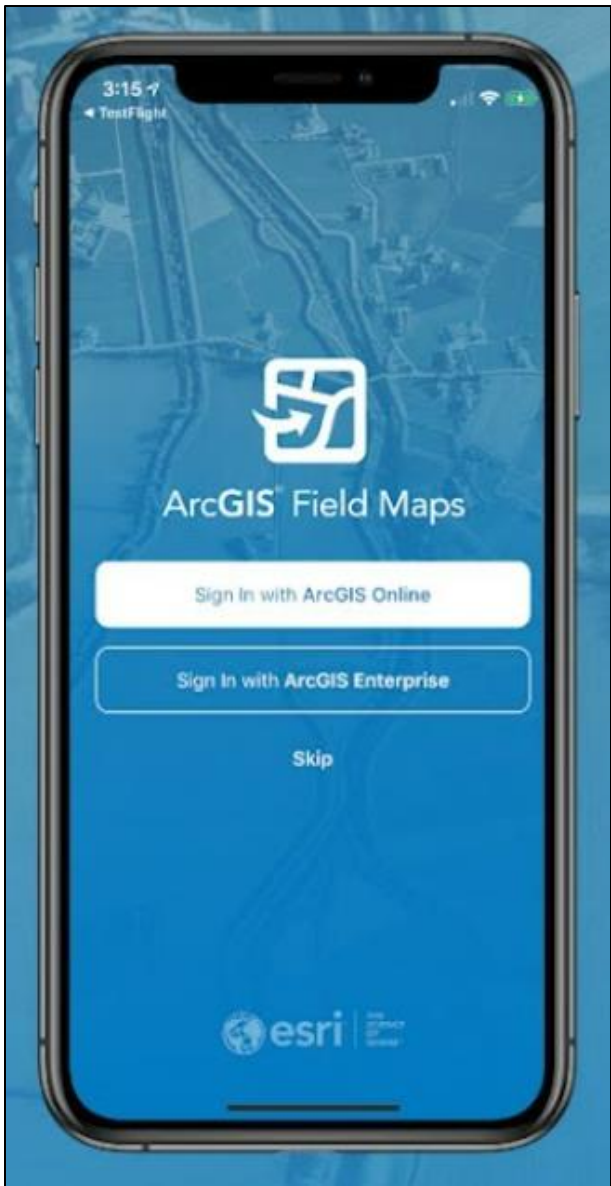 3:15
◀ TestFlight
ArcGIS® Field Maps
Sign In with ArcGIS Online
Sign In with ArcGIS Enterprise
Skip
esri